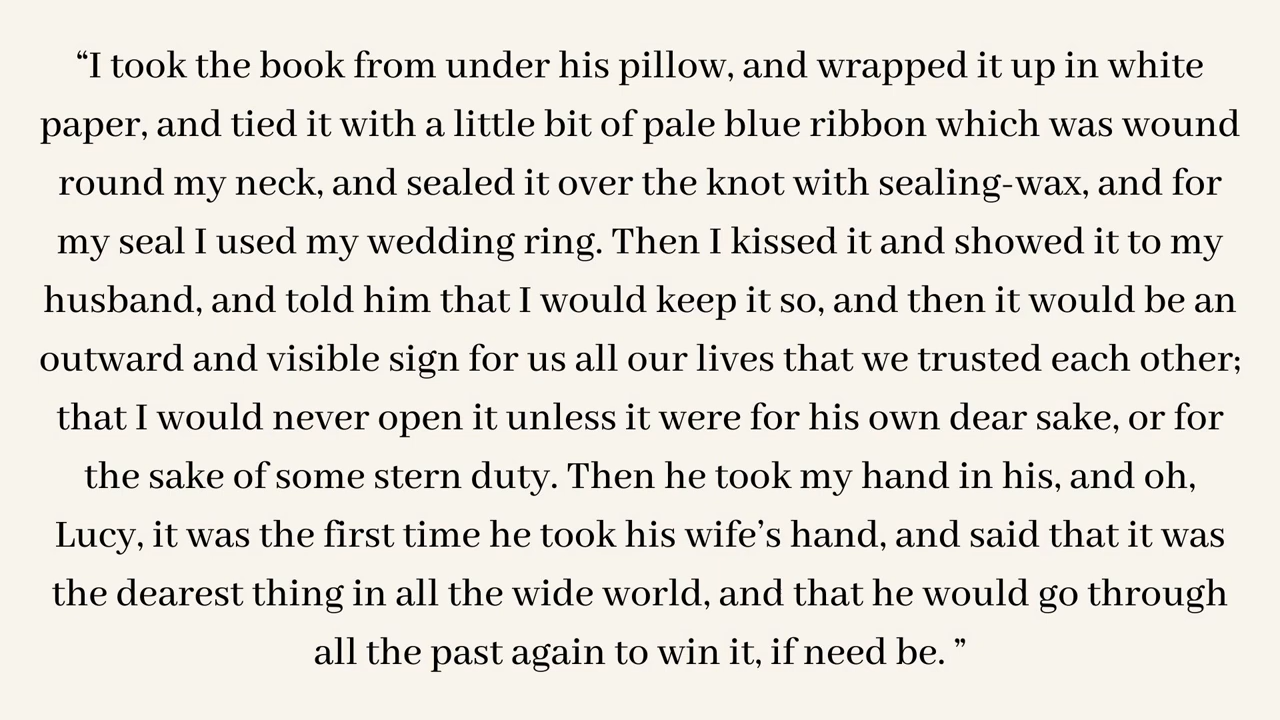 “I took the book from under his pillow, and wrapped it up in white
paper, and tied it with a little bit of pale blue ribbon which was wound
round my neck, and sealed it over the knot with sealing-wax, and for
my seal I used my wedding ring. Then I kissed it and showed it to my
husband, and told him that I would keep it so, and then it would be an
outward and visible sign for us all our lives that we trusted each other;
that I would never open it unless it were for his own dear sake, or for
the sake of some stern duty. Then he took my hand in his, and oh,
Lucy, it was the first time he took his wife’s hand, and said that it was
the dearest thing in all the wide world, and that he would go through
all the past again to win it, if need be. ”